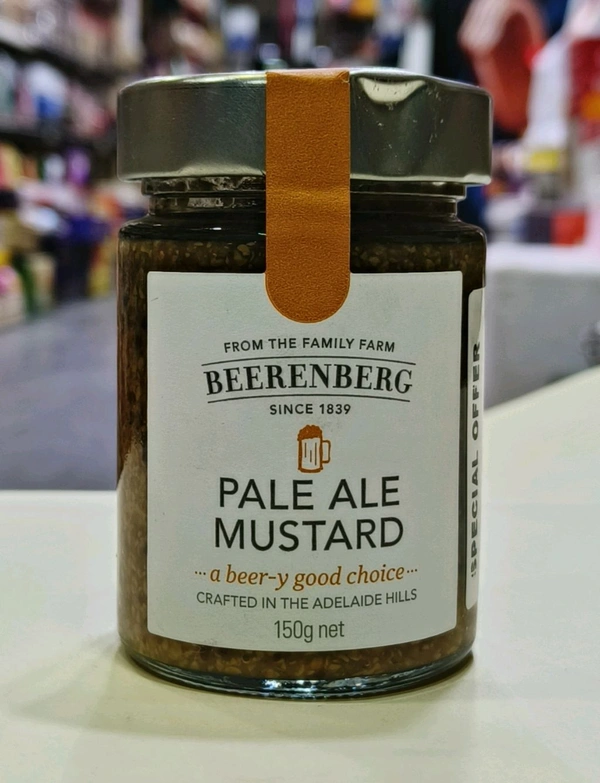 FROM THE FAMILY FARM
BEERENBERG
SINCE 1839
PALE ALE
MUSTARD
...a beer-y good choice...
CRAFTED IN THE ADELAIDE HILLS
150g net
SPECIAL OFFER